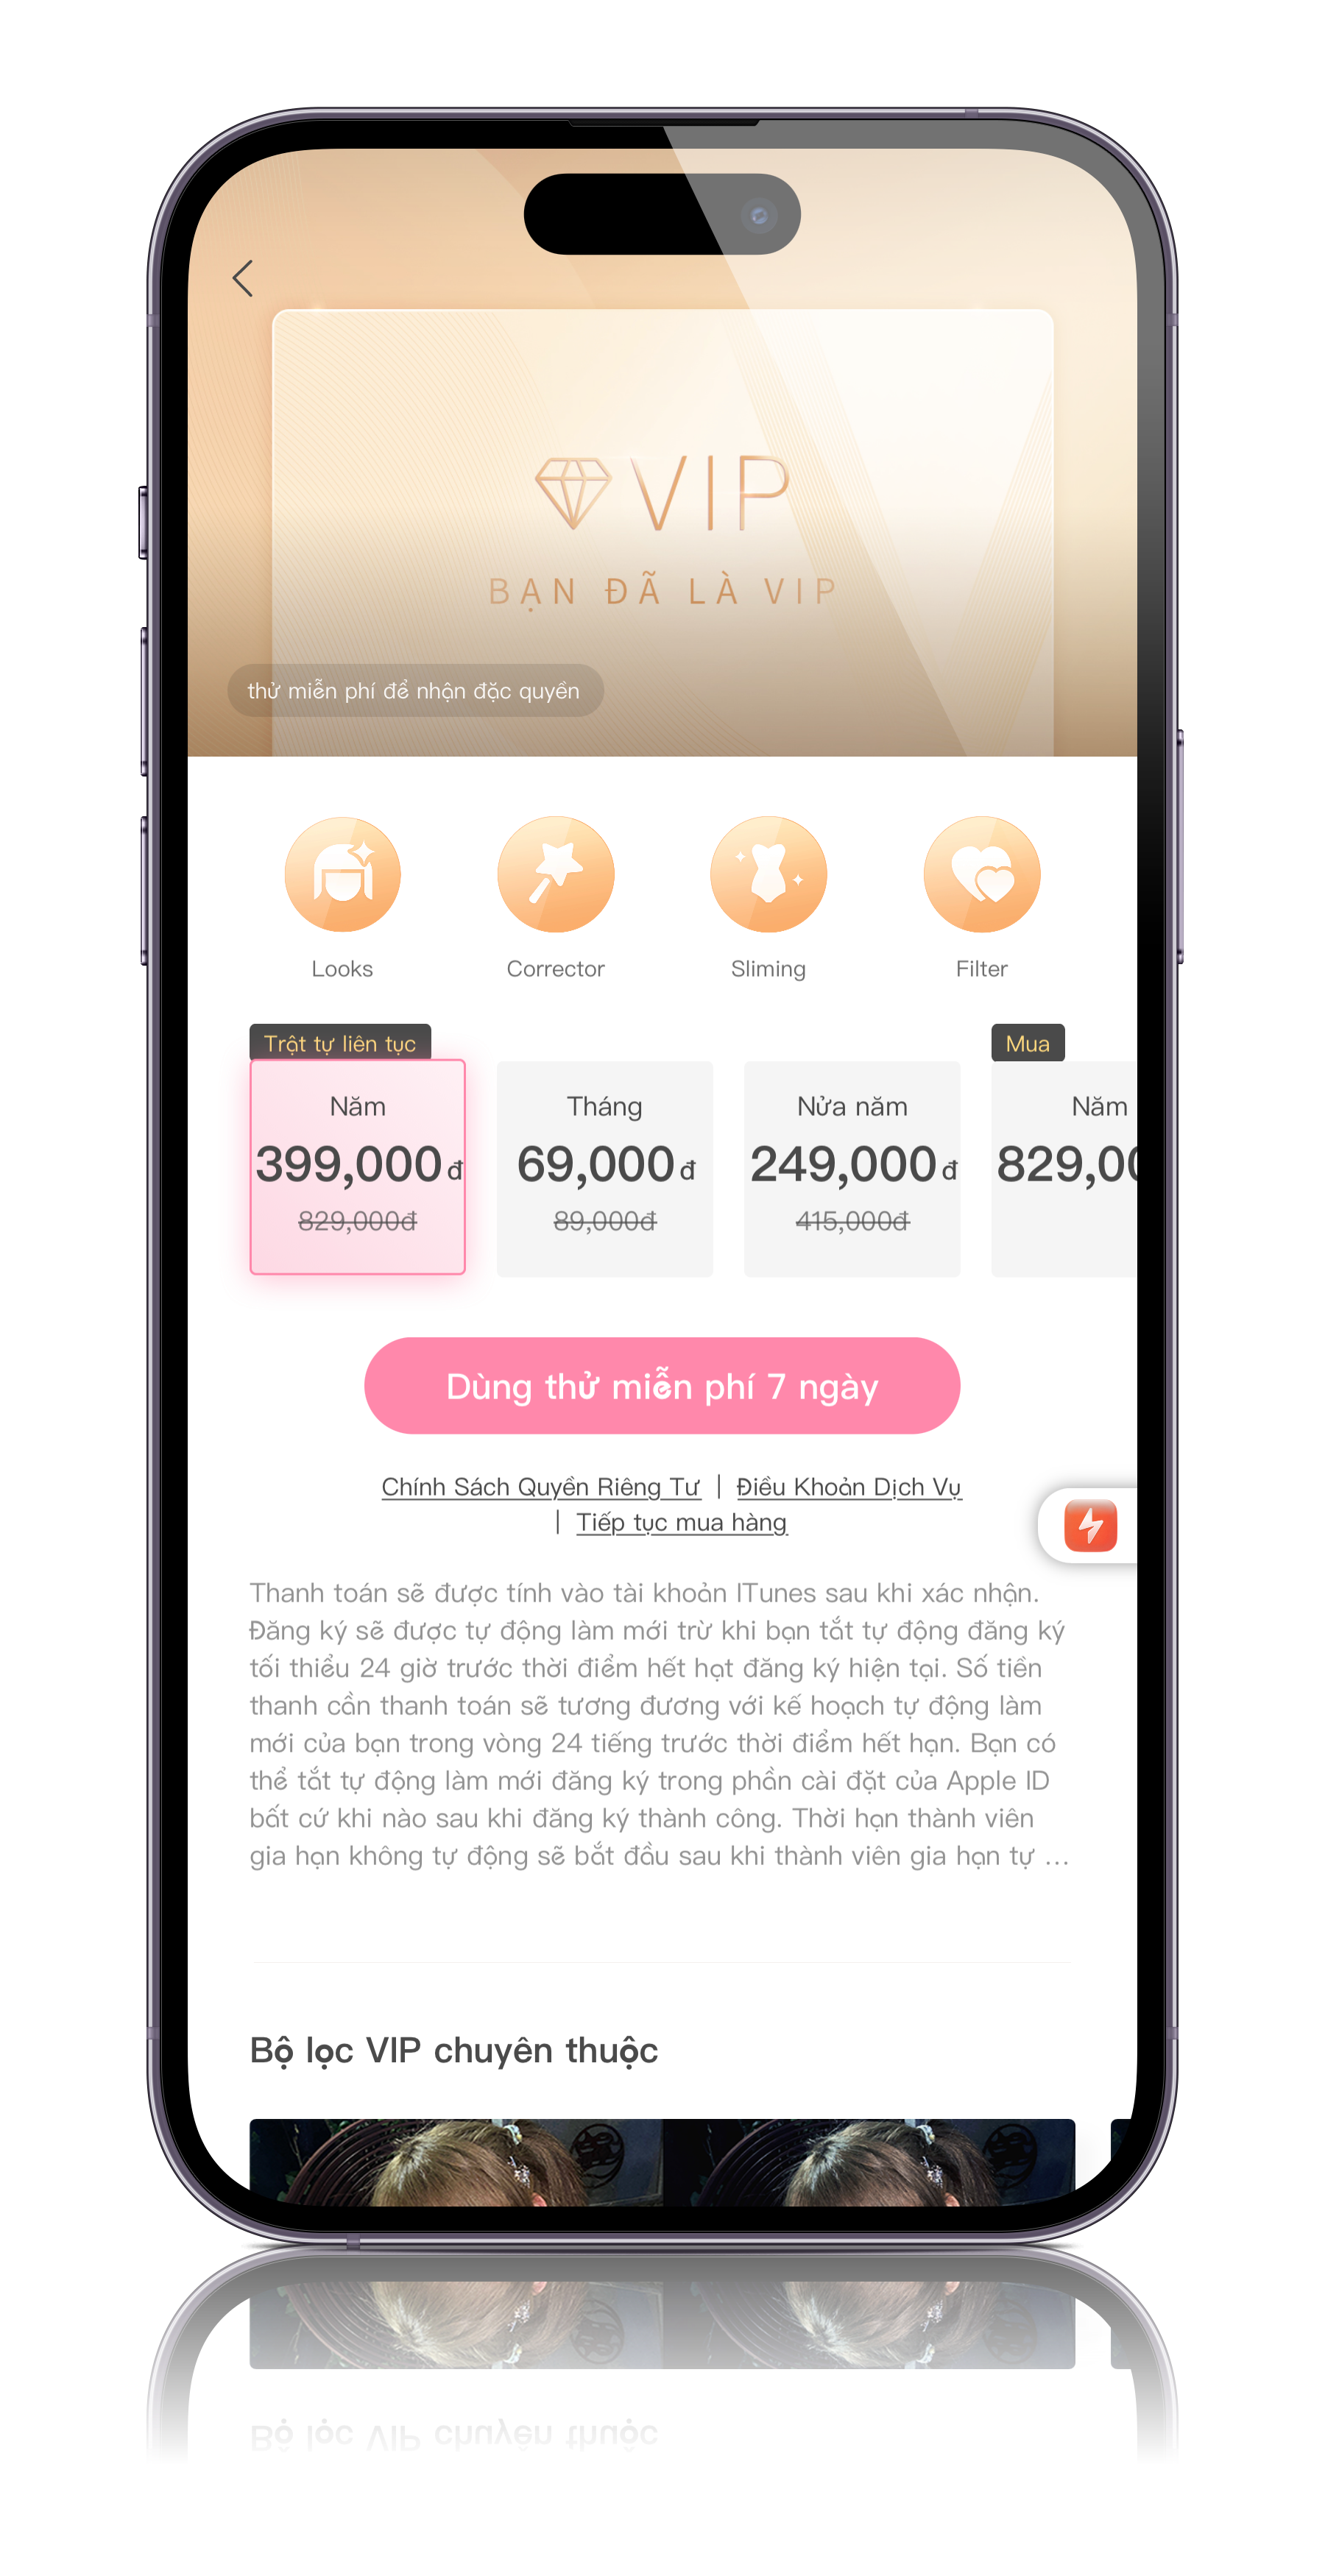 VIP
BẠN ĐÃ LÀ VIP
thử miễn phí để nhận đặc quyền
Looks
Corrector
Sliming
Filter
Trật tự liên tục
Mua
Năm
Tháng
Nửa năm
Năm
399,000 đ
69,000 đ
249,000 đ
829,00
829,000đ
89,000đ
415,000đ
Dùng thử miễn phí 7 ngày
Chính Sách Quyền Riêng Tư | Điều Khoản Dịch Vụ
| Tiếp tục mua hàng
Thanh toán sẽ được tính vào tài khoản ITunes sau khi xác nhận.
Đăng ký sẽ được tự động làm mới trừ khi bạn tắt tự động đăng ký
tối thiểu 24 giờ trước thời điểm hết hạt đăng ký hiện tại. Số tiền
thanh cần thanh toán sẽ tương đương với kế hoạch tự động làm
mới của bạn trong vòng 24 tiếng trước thời điểm hết hạn. Bạn có
thể tắt tự động làm mới đăng ký trong phần cài đặt của Apple ID
bất cứ khi nào sau khi đăng ký thành công. Thời hạn thành viên
gia hạn không tự động sẽ bắt đầu sau khi thành viên gia hạn tự ...
Bộ lọc VIP chuyên thuộc